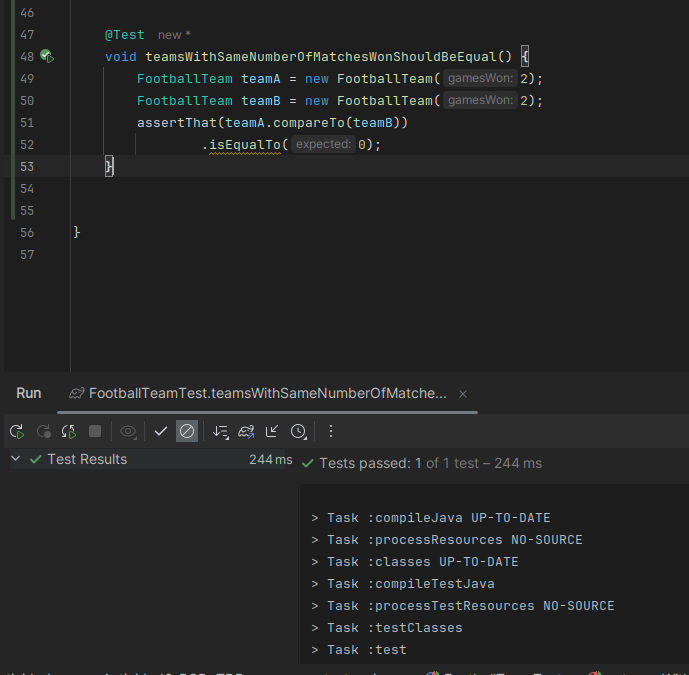 46
47 @Test new *
48 void teamsWithSameNumberOfMatchesWonShouldBeEqual() {
49 FootballTeam teamA = new FootballTeam( gamesWon: 2);
50 FootballTeam teamB = new FootballTeam( gamesWon: 2);
51 assertThat(teamA.compareTo(teamB))
52 .isEqualTo( expected: 0);
53 }
54
55
56 }
57
Run FootballTeamTest.teamsWithSameNumberOfMatche...
Test Results 244 ms
Tests passed: 1 of 1 test – 244 ms
> Task :compileJava UP-TO-DATE
> Task :processResources NO-SOURCE
> Task :classes UP-TO-DATE
> Task :compileTestJava
> Task :processTestResources NO-SOURCE
> Task :testClasses
> Task :test